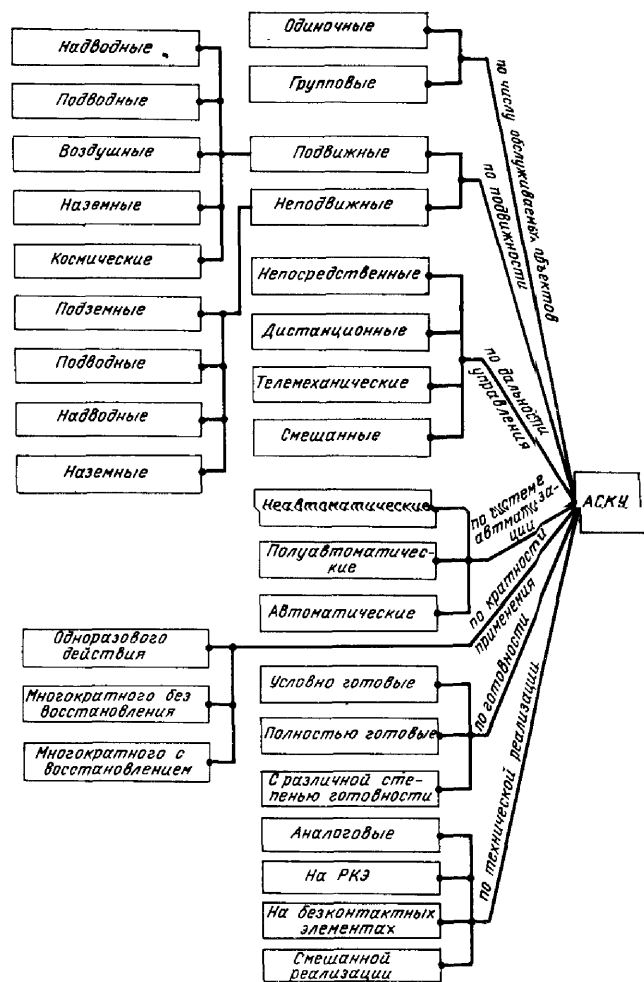 Надводные
Подводные
Воздушные
Наземные
Космические
Подземные
Подводные
Надводные
Наземные
Одиночные
Групповые
Подвижные
Неподвижные
Непосредственные
Дистанционные
Телемеханические
Смешанные
Неавтоматические
Полуавтоматичес-
кие
Автоматические
Одноразового
действия
Многократного без
восстановления
Многократного с
восстановлением
Условно готовые
Полностью готовые
С различной сте-
пенью готовности
Аналоговые
На РКЭ
На безконтактных
элементах
Смешанной
реализации
по числу обслуживаемых объектов
по подвижности
по дальности
управления
по системе
автмати за-
ции
по кратности
применения
по готовности
по технической реализации
АСКУ